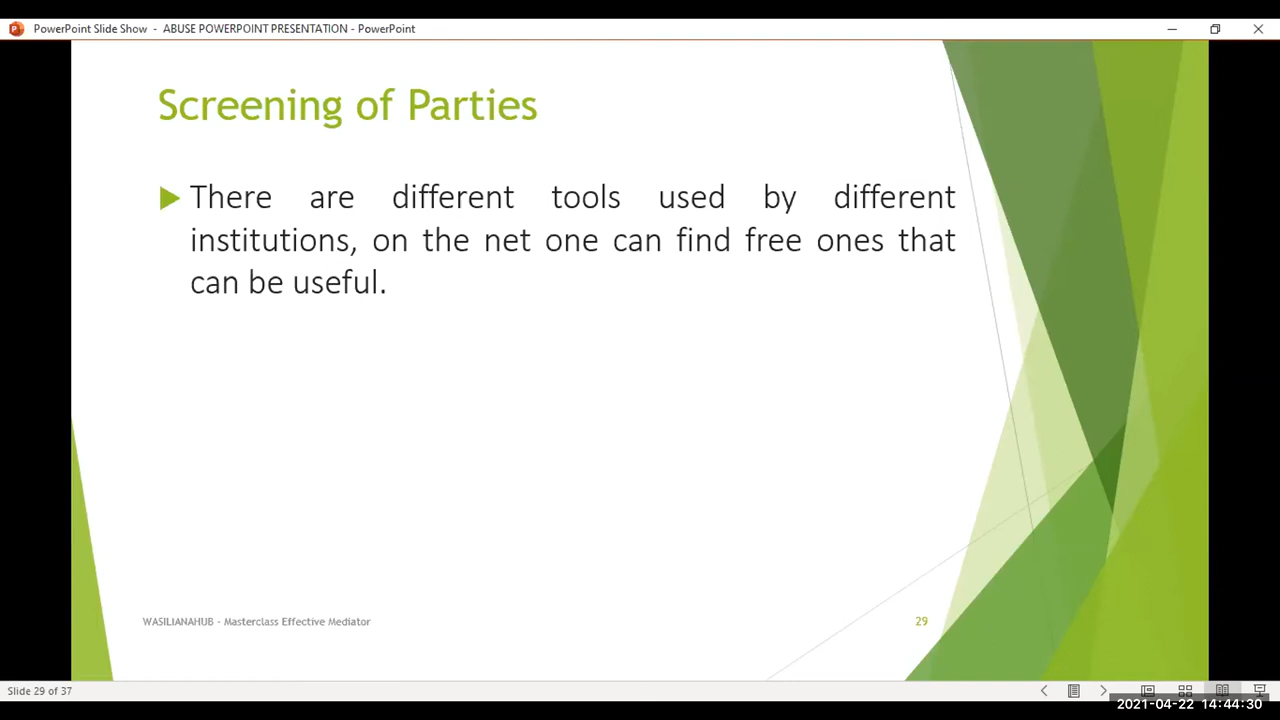 PowerPoint Slide Show - ABUSE POWERPOINT PRESENTATION - PowerPoint
Screening of Parties
There are different tools used by different
institutions, on the net one can find free ones that
can be useful.
WASILIANAHUB - Masterclass Effective Mediator
29
Slide 29 of 37
2021-04-22 14:44:30